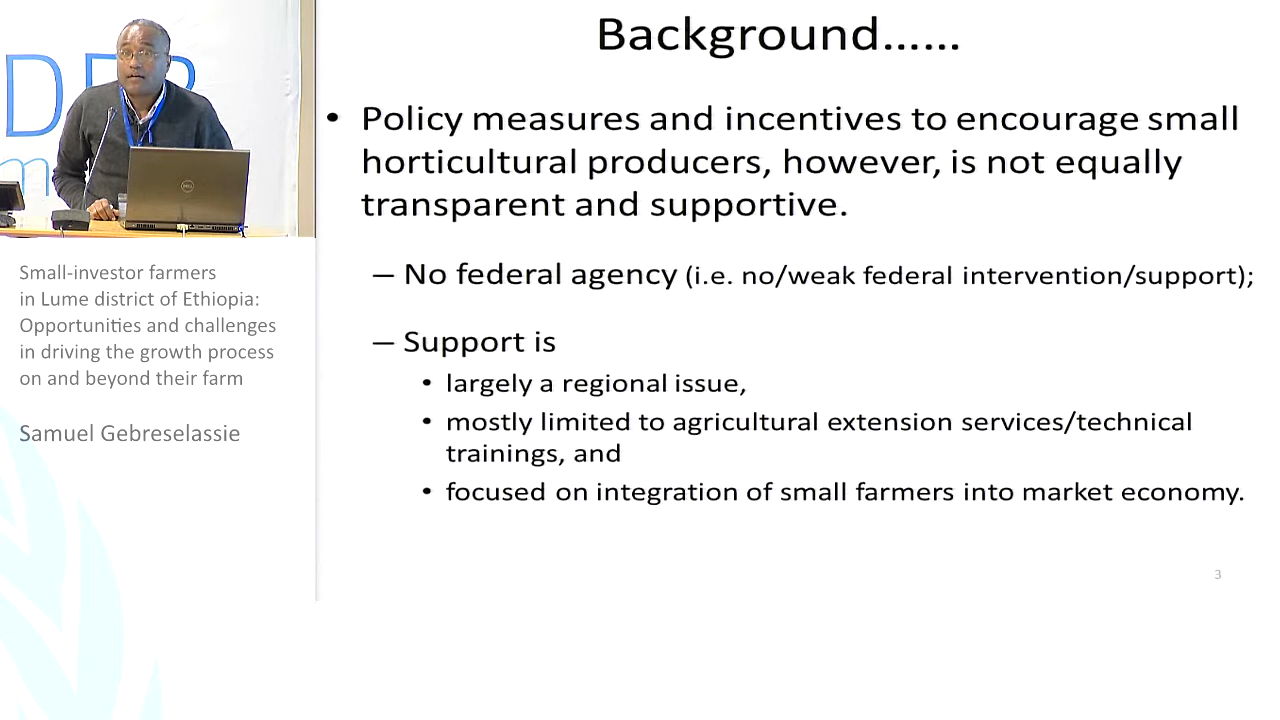 Background......
• Policy measures and incentives to encourage small
horticultural producers, however, is not equally
transparent and supportive.
– No federal agency (i.e. no/weak federal intervention/support);
– Support is
• largely a regional issue,
• mostly limited to agricultural extension services/technical
trainings, and
• focused on integration of small farmers into market economy.
3
Small-investor farmers
in Lume district of Ethiopia:
Opportunities and challenges
in driving the growth process
on and beyond their farm
Samuel Gebreselassie
DELL